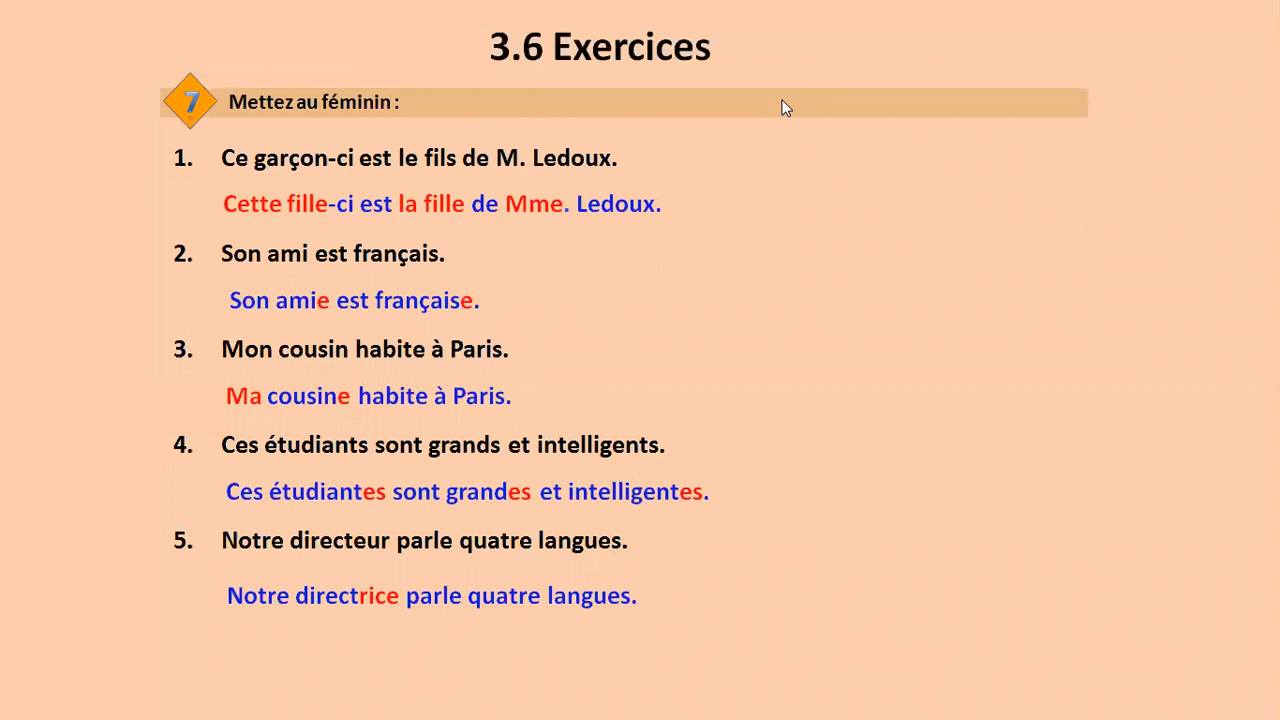 3.6 Exercices
7 Mettez au féminin :
1. Ce garçon-ci est le fils de M. Ledoux.
Cette fille-ci est la fille de Mme. Ledoux.
2. Son ami est français.
Son amie est française.
3. Mon cousin habite à Paris.
Ma cousine habite à Paris.
4. Ces étudiants sont grands et intelligents.
Ces étudiantes sont grandes et intelligentes.
5. Notre directeur parle quatre langues.
Notre directrice parle quatre langues.